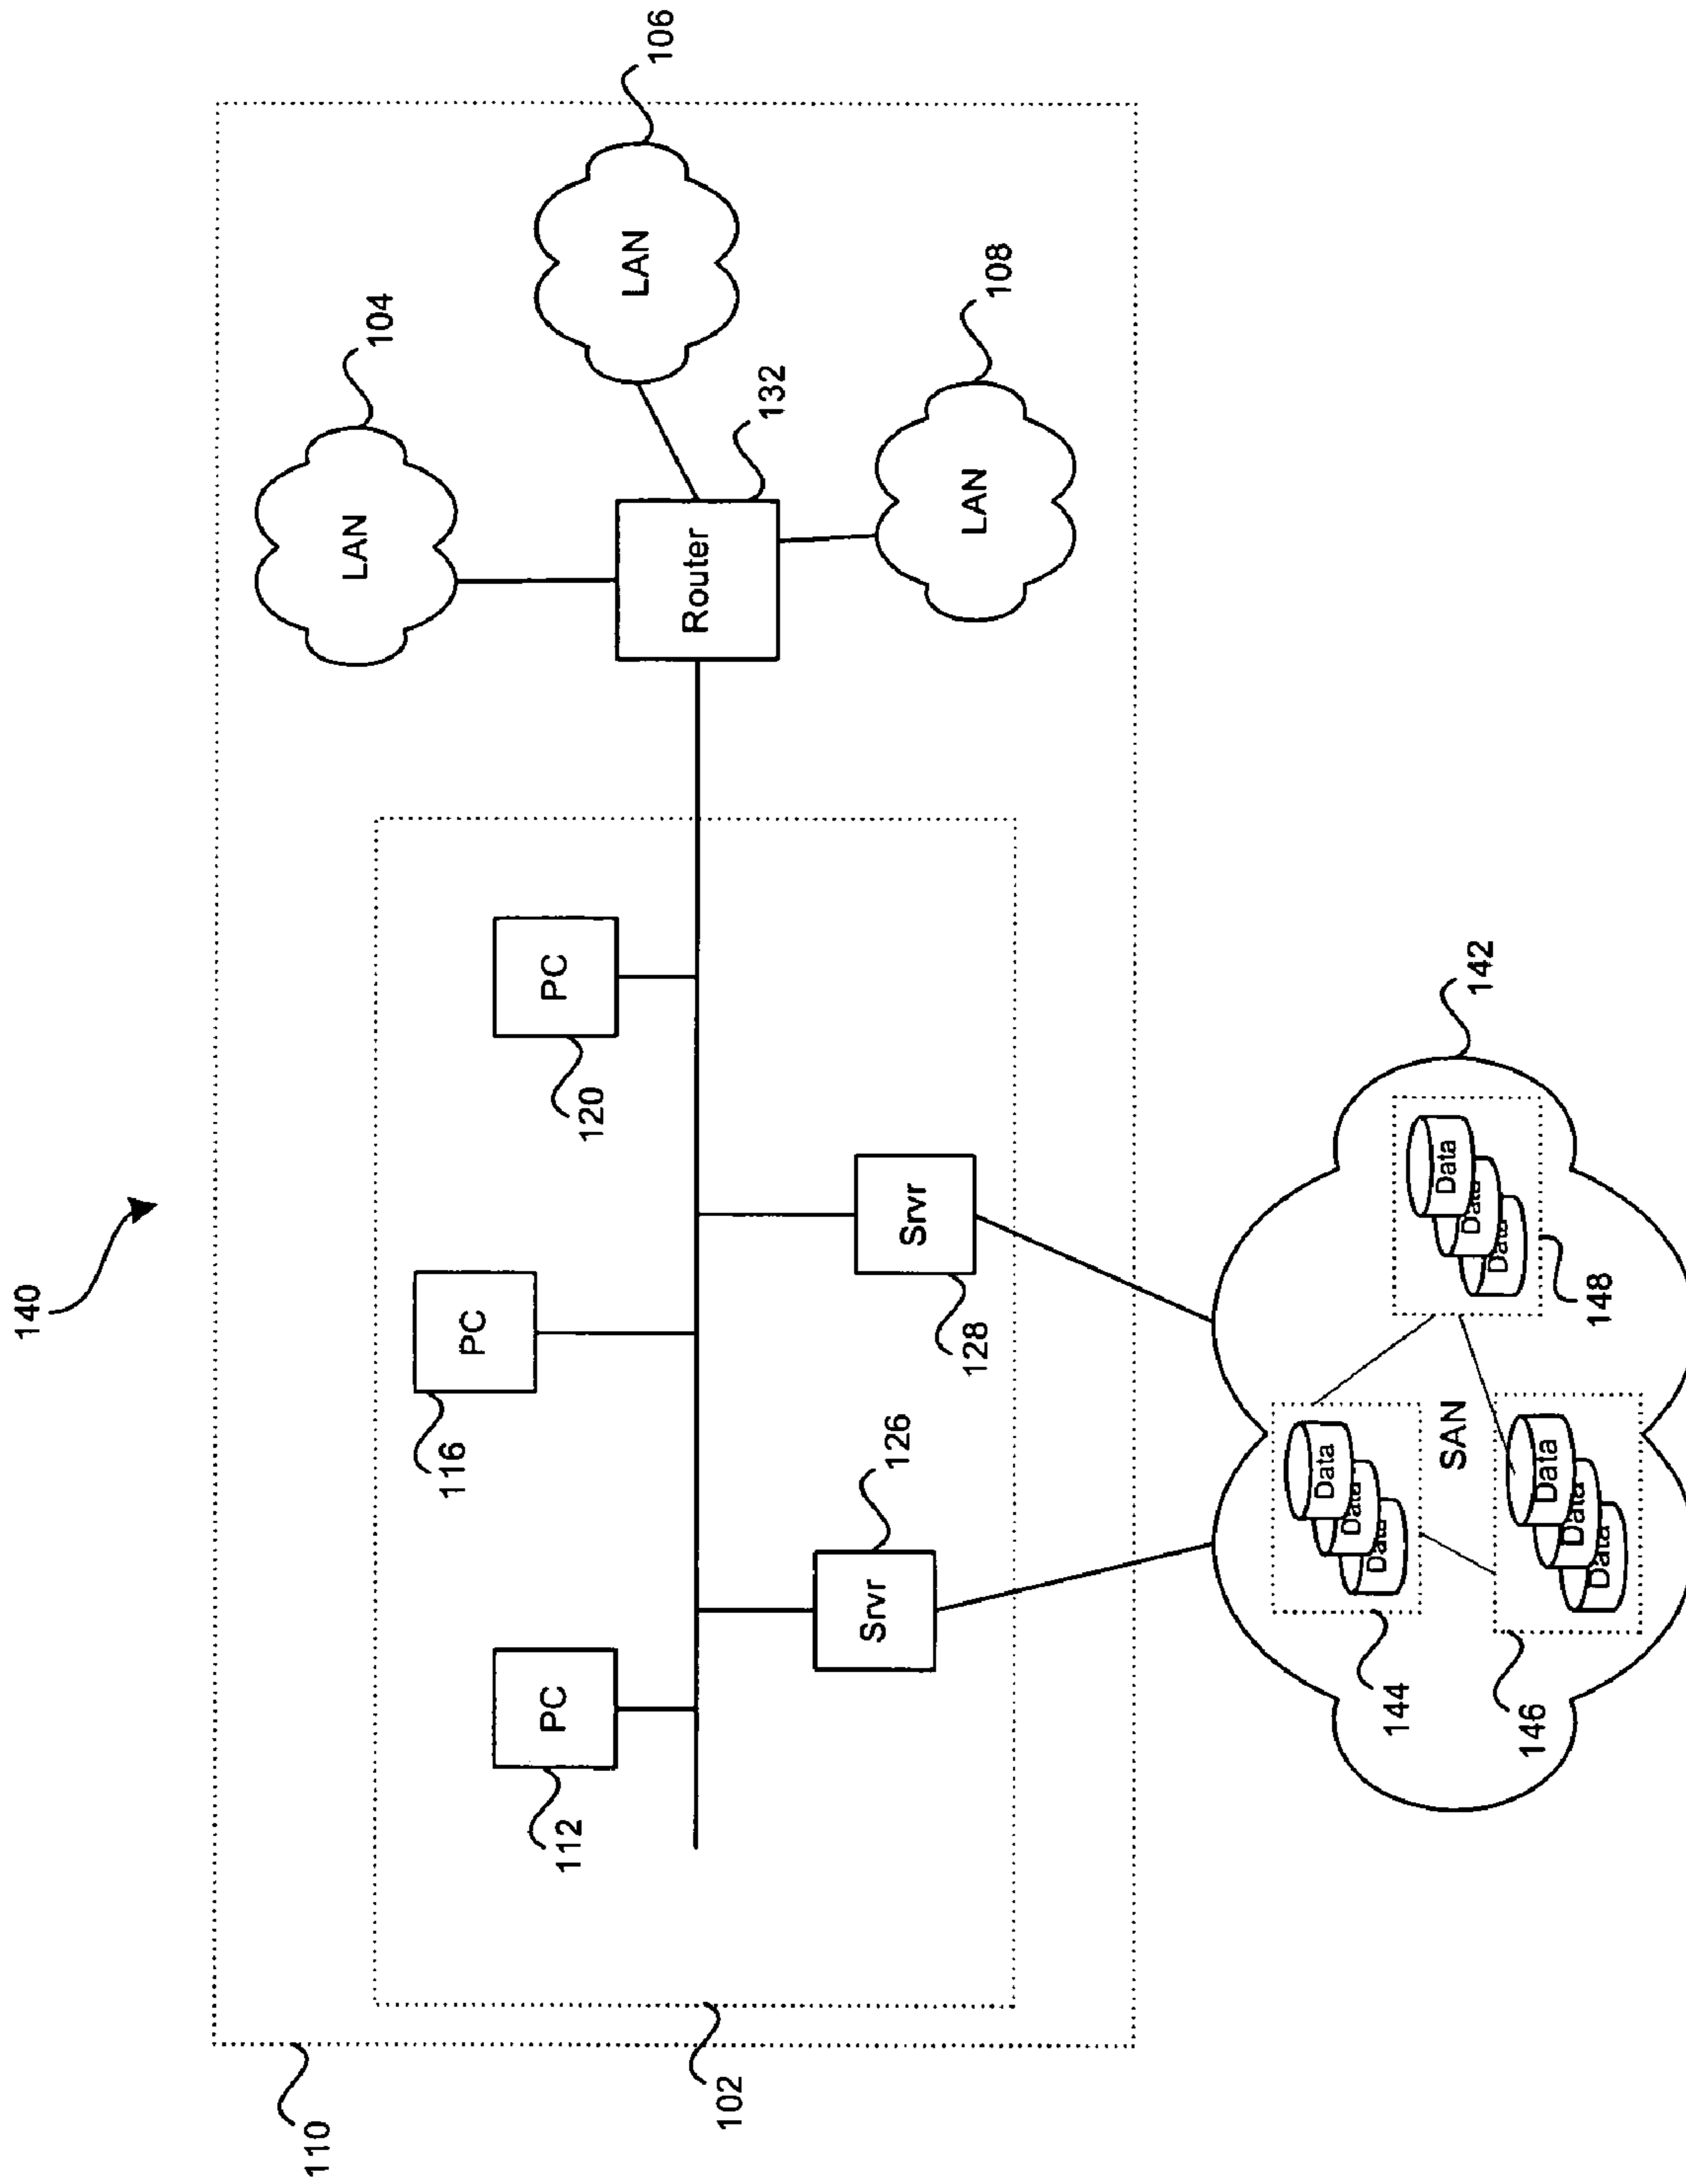 140
110
102
104
LAN
106
LAN
108
LAN
132
Router
PC
112
PC
116
PC
120
Srvr
126
Srvr
128
142
SAN
Data
Data
Data
144
Data
Data
Data
146
Data
Data
Data
148